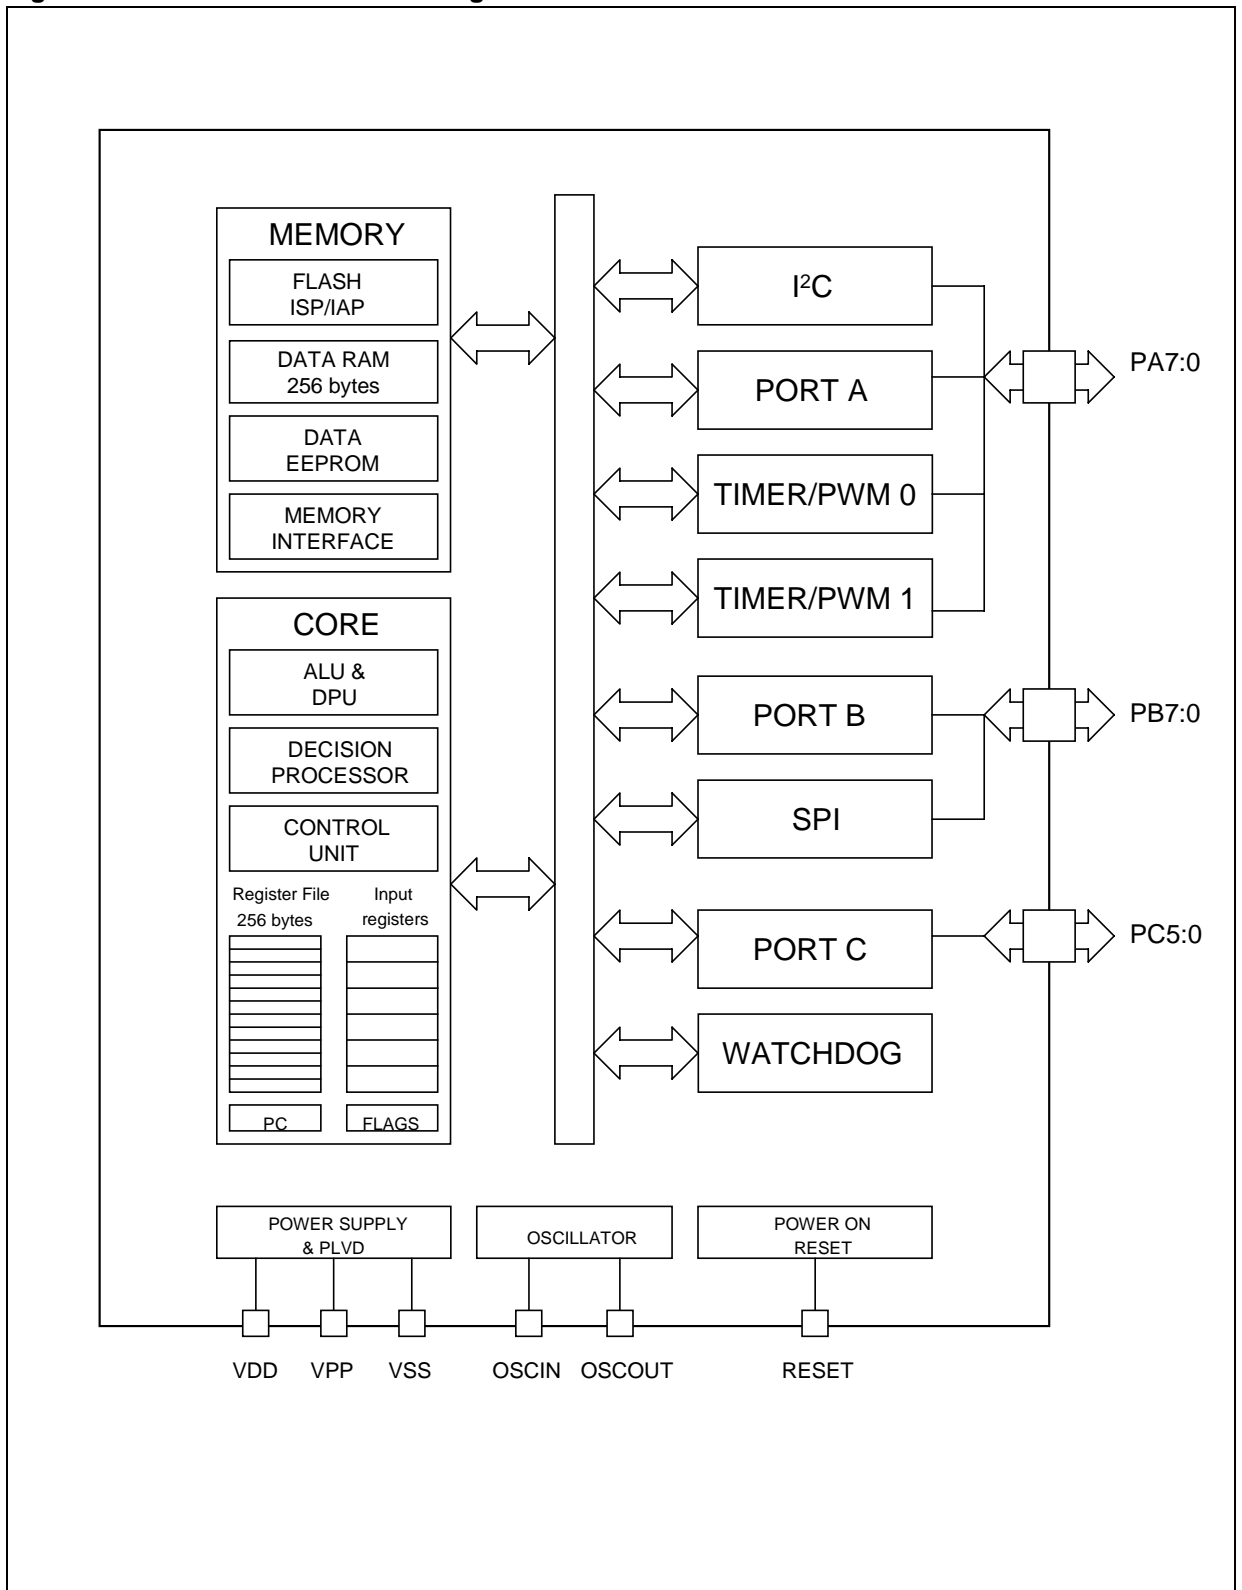 MEMORY
FLASH
ISP/IAP
DATA RAM
256 bytes
DATA
EEPROM
MEMORY
INTERFACE
CORE
ALU &
DPU
DECISION
PROCESSOR
CONTROL
UNIT
Register File
256 bytes
Input
registers
PC
FLAGS
I²C
PORT A
TIMER/PWM 0
TIMER/PWM 1
PORT B
SPI
PORT C
WATCHDOG
PA7:0
PB7:0
PC5:0
POWER SUPPLY
& PLVD
OSCILLATOR
POWER ON
RESET
VDD
VPP
VSS
OSCIN
OSCOUT
RESET